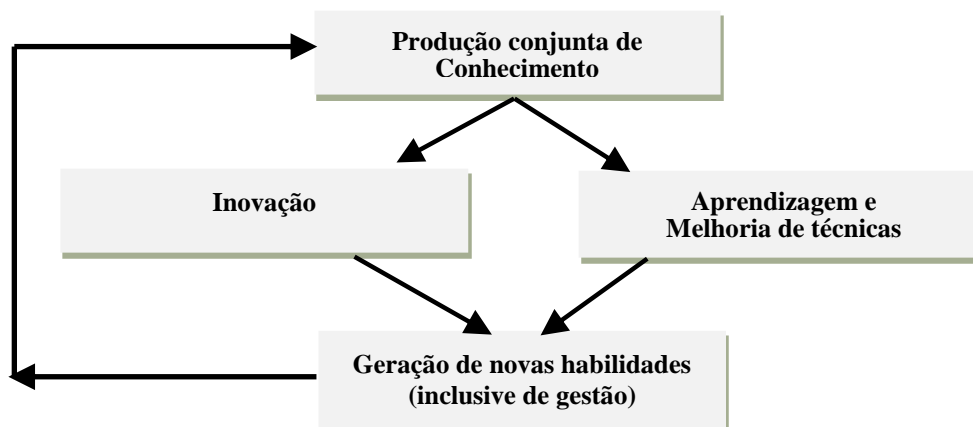 Produção conjunta de
Conhecimento
Inovação
Aprendizagem e
Melhoria de técnicas
Geração de novas habilidades
(inclusive de gestão)